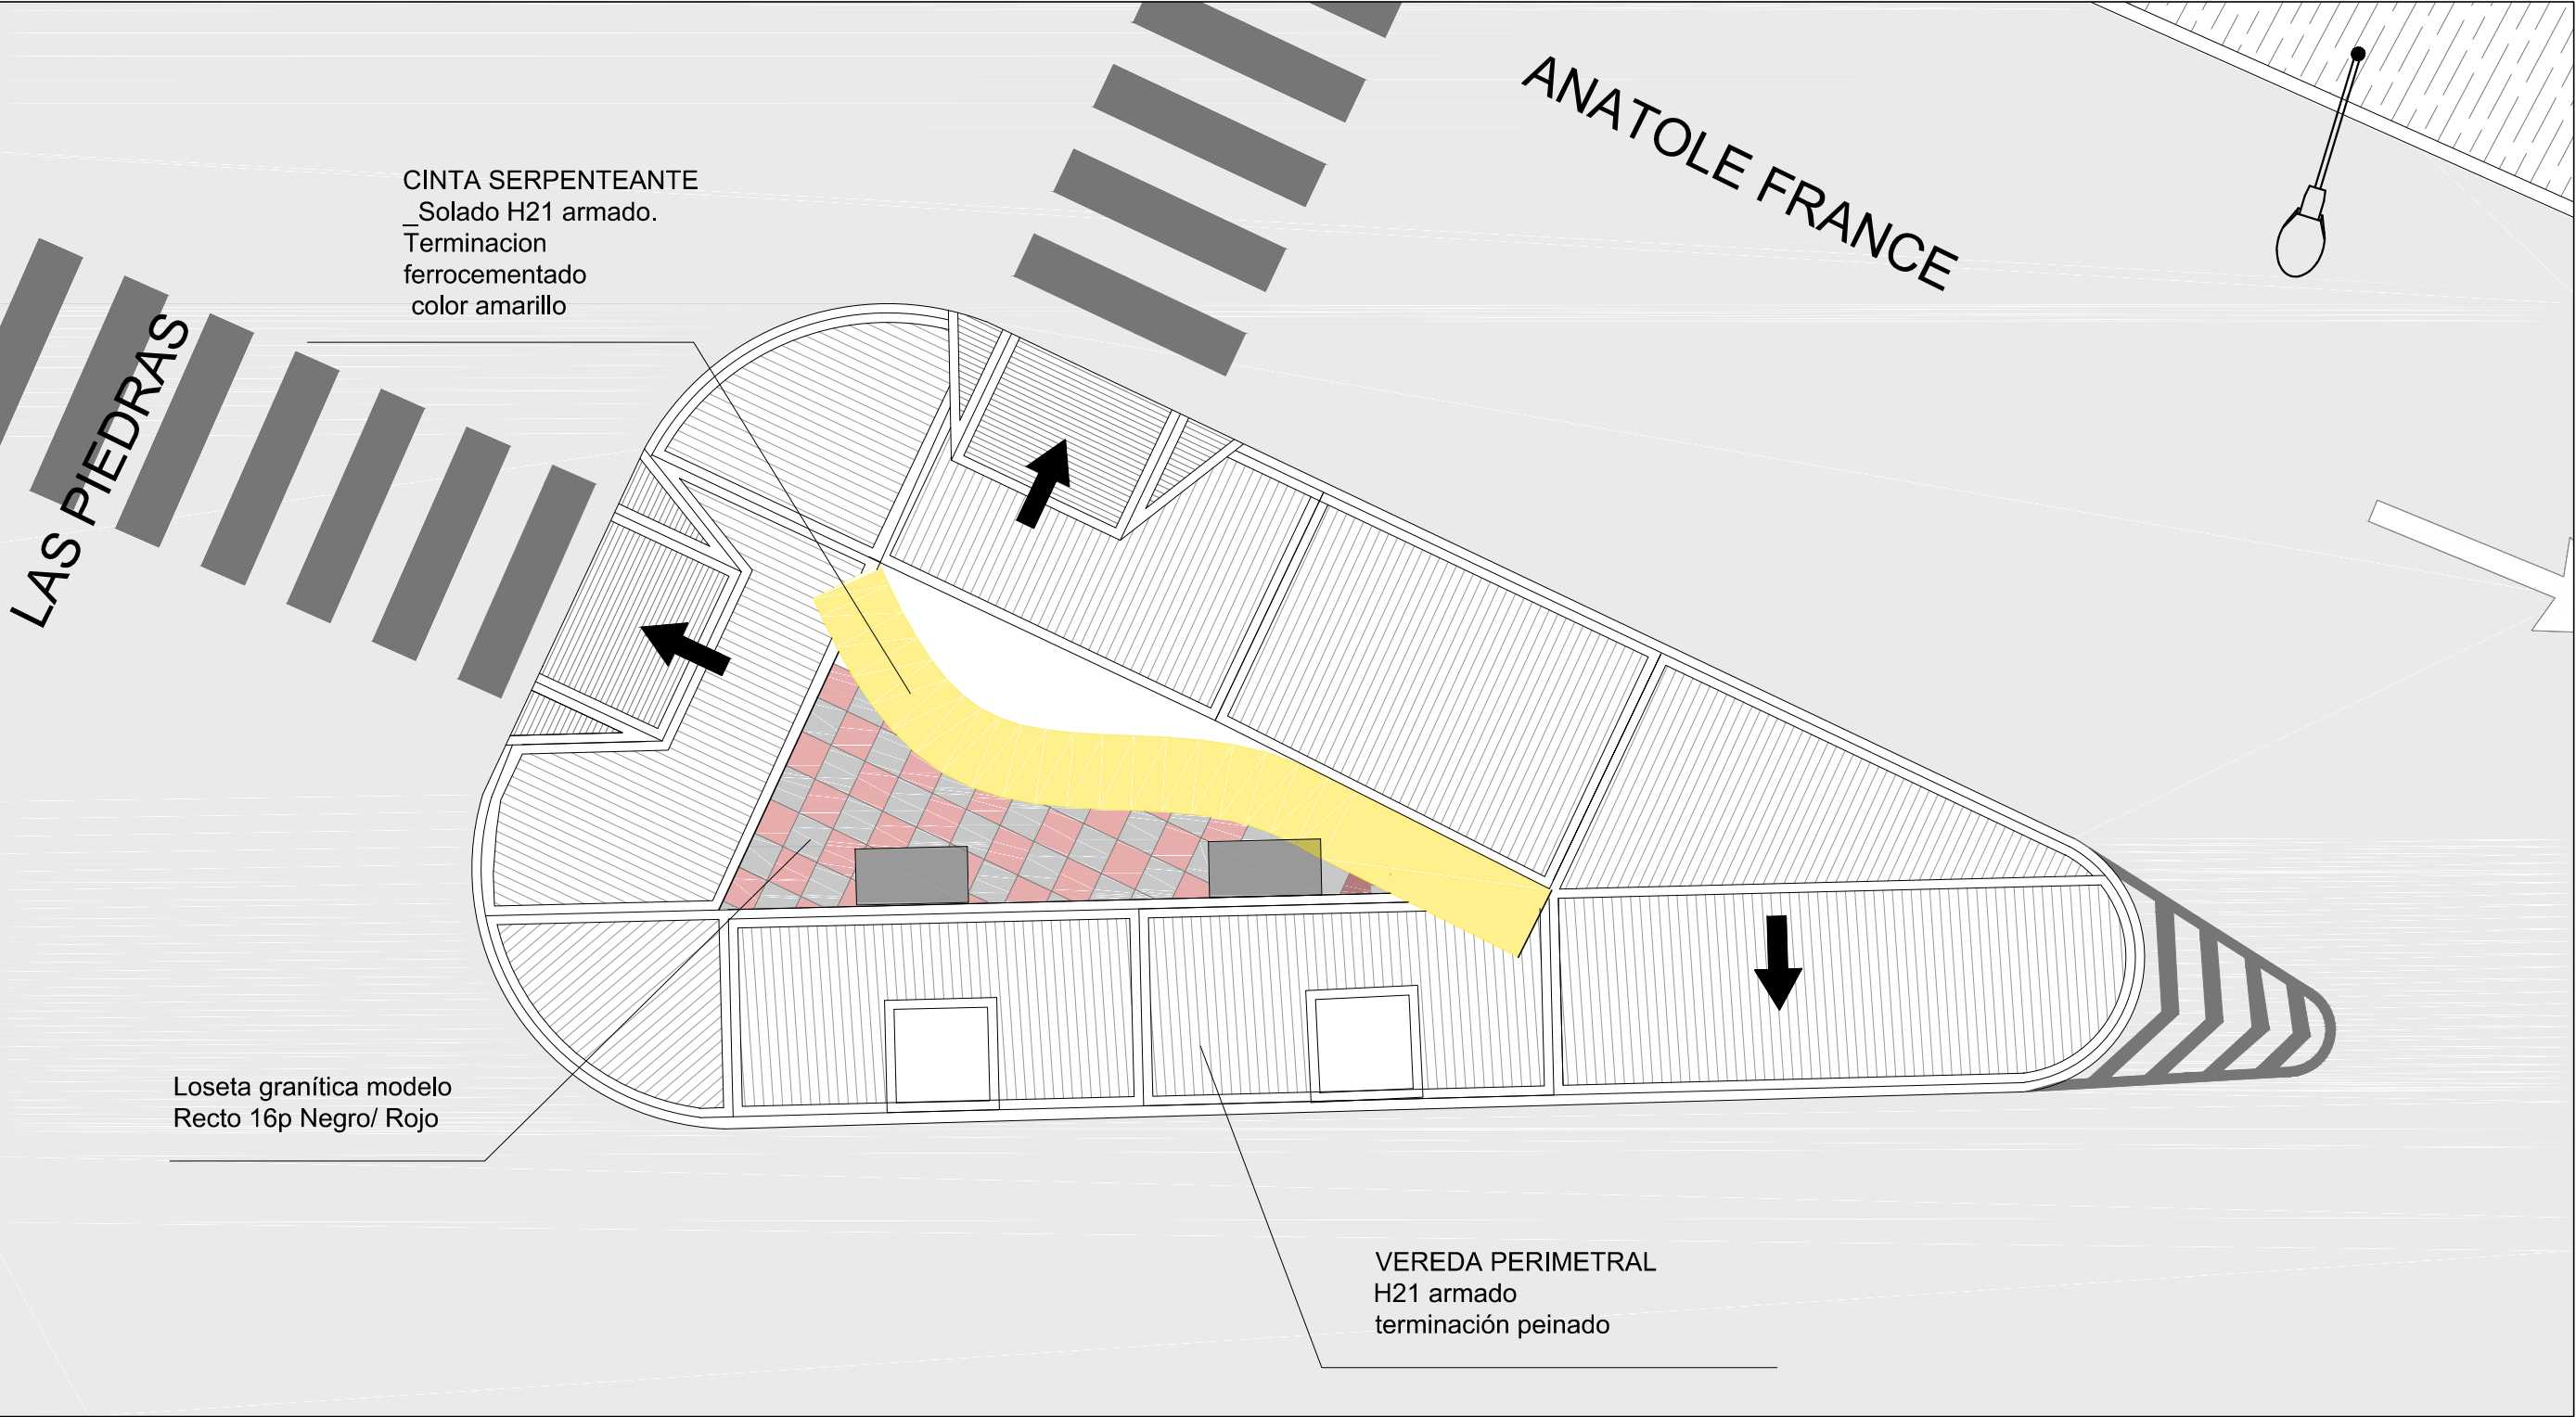 ANATOLE FRANCE
CINTA SERPENTEANTE
_Solado H21 armado.
Terminacion
ferrocementado
color amarillo
LAS PIEDRAS
Loseta granítica modelo
Recto 16p Negro/ Rojo
VEREDA PERIMETRAL
H21 armado
terminación peinado